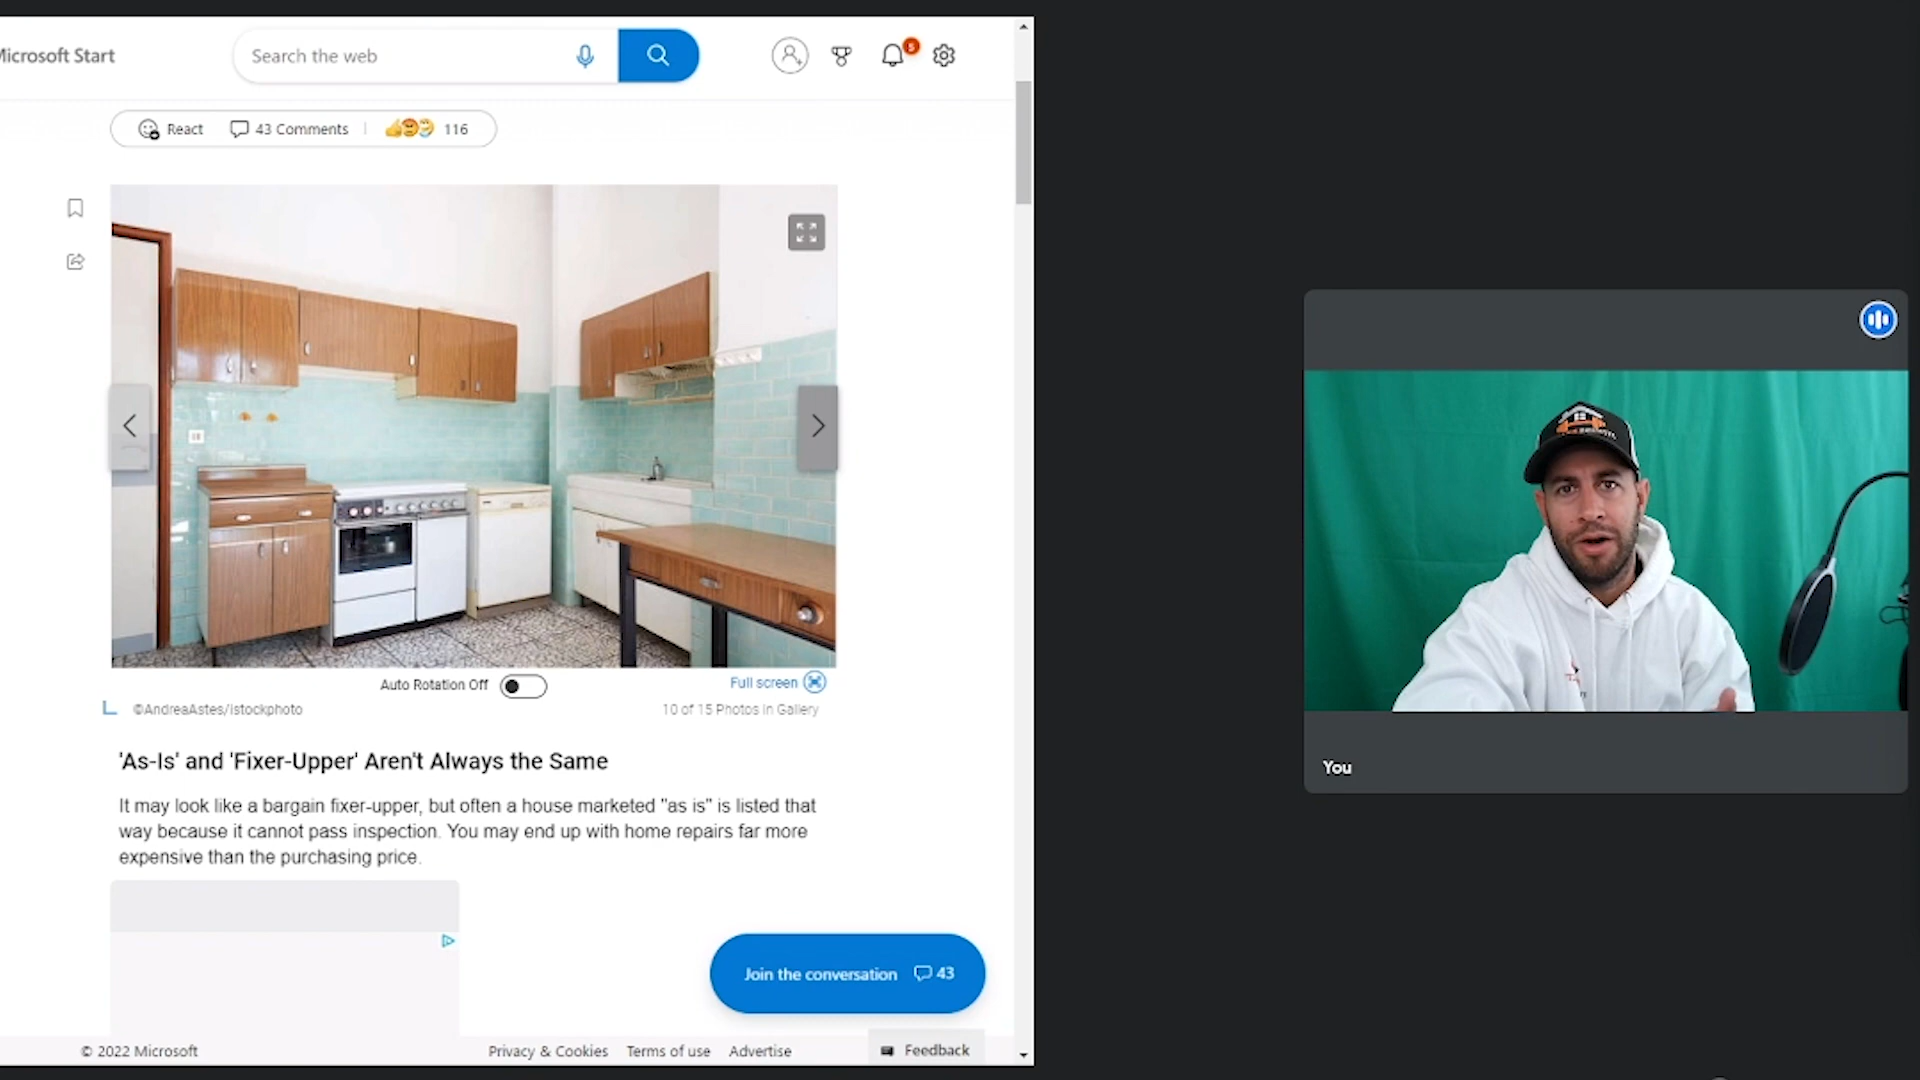 Microsoft Start
Search the web
5
React
43 Comments
116
Auto Rotation Off
Full screen
©AndreaAstes/istockphoto
10 of 15 Photos in Gallery
'As-Is' and 'Fixer-Upper' Aren't Always the Same
It may look like a bargain fixer-upper, but often a house marketed "as is" is listed that
way because it cannot pass inspection. You may end up with home repairs far more
expensive than the purchasing price.
Join the conversation
43
© 2022 Microsoft
Privacy & Cookies
Terms of use
Advertise
Feedback
You